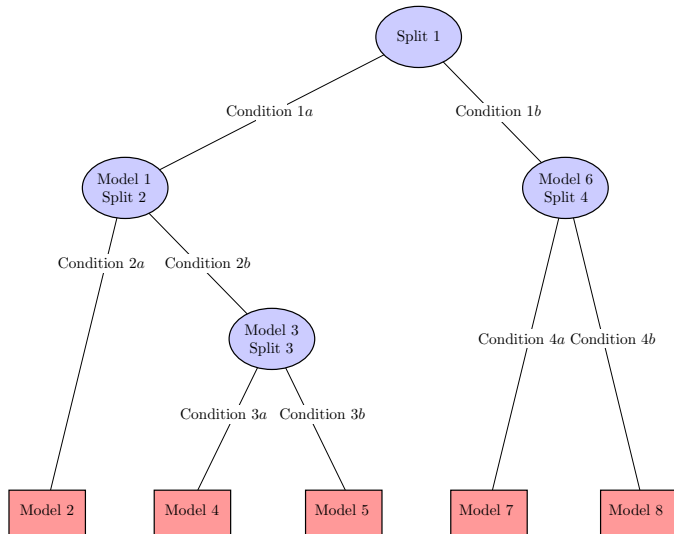 Split 1
Condition 1a
Condition 1b
Model 1
Split 2
Model 6
Split 4
Condition 2a
Condition 2b
Model 3
Split 3
Condition 4a
Condition 4b
Condition 3a
Condition 3b
Model 2
Model 4
Model 5
Model 7
Model 8